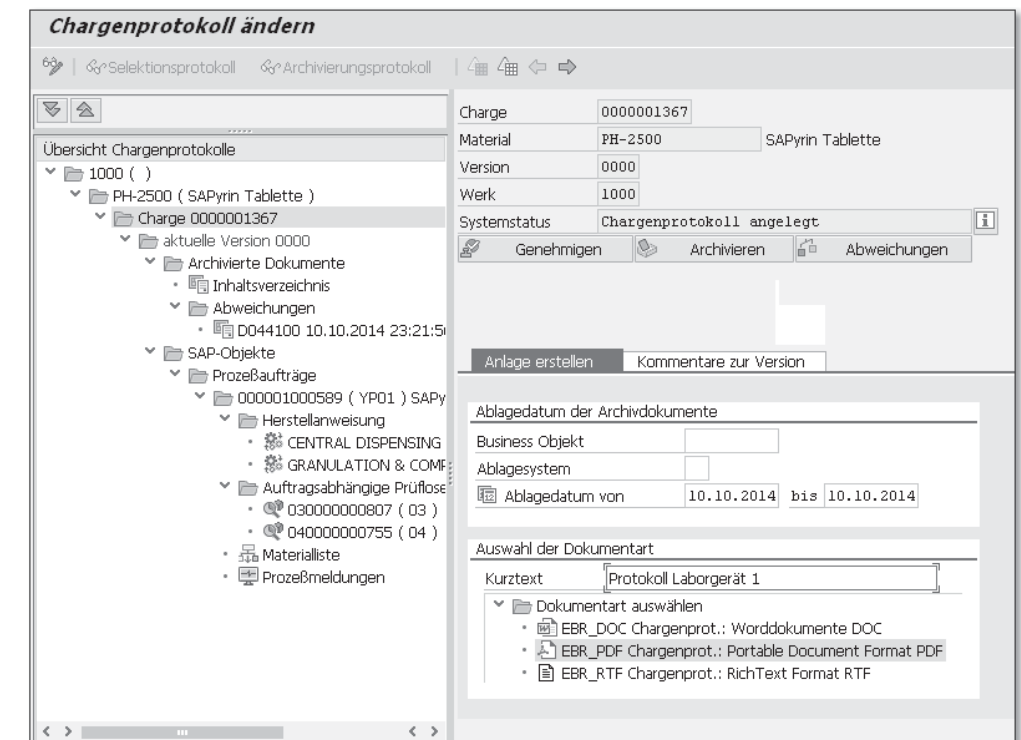 Chargenprotokoll ändern
Selektionsprotokoll Archivierungsprotokoll
Übersicht Chargenprotokolle
1000 ( )
PH-2500 ( SAPyrin Tablette )
Charge 0000001367
aktuelle Version 0000
Archivierte Dokumente
Inhaltsverzeichnis
Abweichungen
D044100 10.10.2014 23:21:5
SAP-Objekte
Prozeßaufträge
000001000589 ( YP01 ) SAPy
Herstellanweisung
CENTRAL DISPENSING
GRANULATION & COMP
Auftragsabhängige Prüflose
030000000807 ( 03 )
040000000755 ( 04 )
Materialliste
Prozeßmeldungen
Charge 0000001367
Material PH-2500 SAPyrin Tablette
Version 0000
Werk 1000
Systemstatus Chargenprotokoll angelegt
Genehmigen Archivieren Abweichungen
Anlage erstellen Kommentare zur Version
Ablagedatum der Archivdokumente
Business Objekt
Ablagesystem
Ablagedatum von 10.10.2014 bis 10.10.2014
Auswahl der Dokumentart
Kurztext Protokoll Laborgerät 1
Dokumentart auswählen
EBR_DOC Chargenprot.: Worddokumente DOC
EBR_PDF Chargenprot.: Portable Document Format PDF
EBR_RTF Chargenprot.: RichText Format RTF